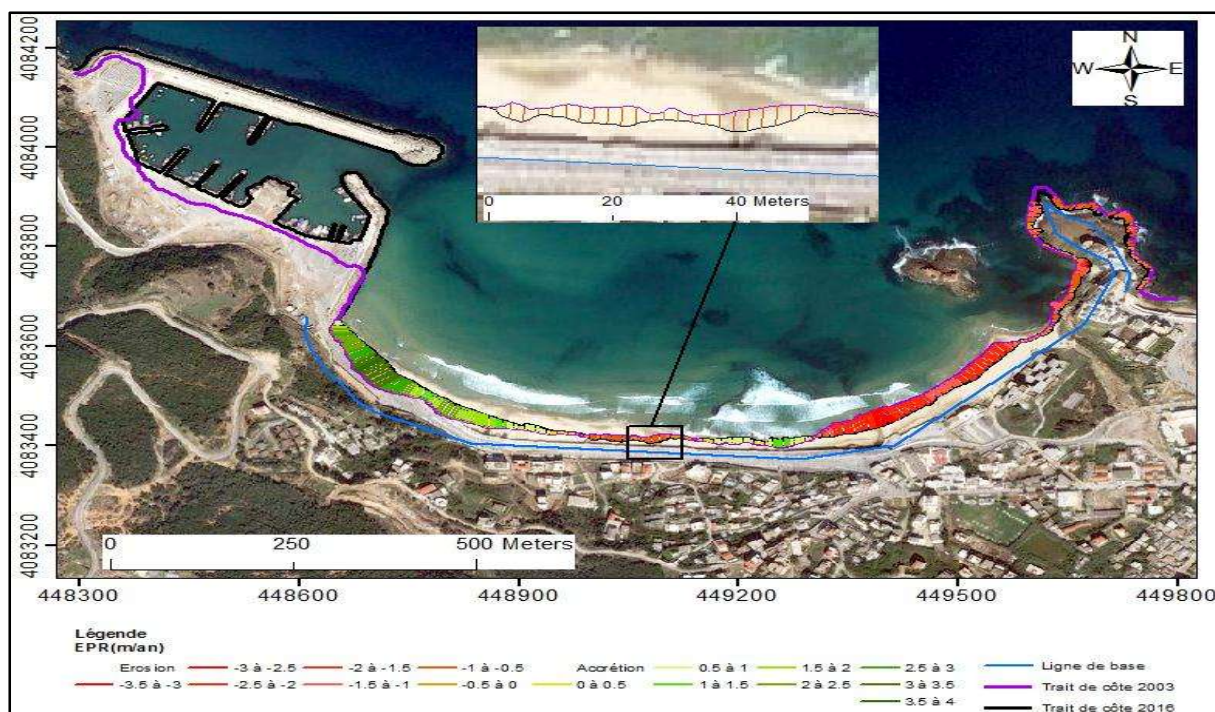 4084200
4084000
4083800
4083600
4083400
4083200
N
W E
S
0 20 40 Meters
0 250 500 Meters
448300 448600 448900 449200 449500 449800
Légende
EPR(m/an)
Erosion -3 à -2.5 -2 à -1.5 -1 à -0.5 Accrétion 0.5 à 1 1.5 à 2 2.5 à 3 Ligne de base
-3.5 à -3 -2.5 à -2 -1.5 à -1 -0.5 à 0 0 à 0.5 1 à 1.5 2 à 2.5 3 à 3.5 Trait de côte 2003
3.5 à 4 Trait de côte 2016